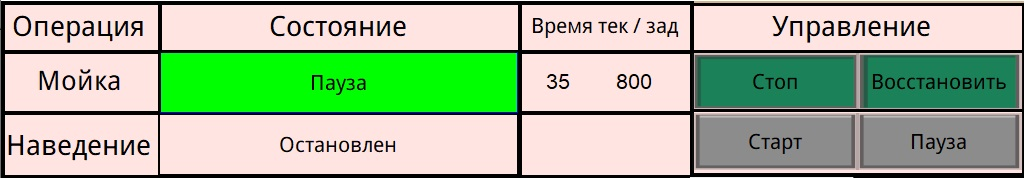 Операция Состояние Время тек / зад Управление
Мойка Пауза 35 800 Стоп Восстановить
Наведение Остановлен Старт Пауза